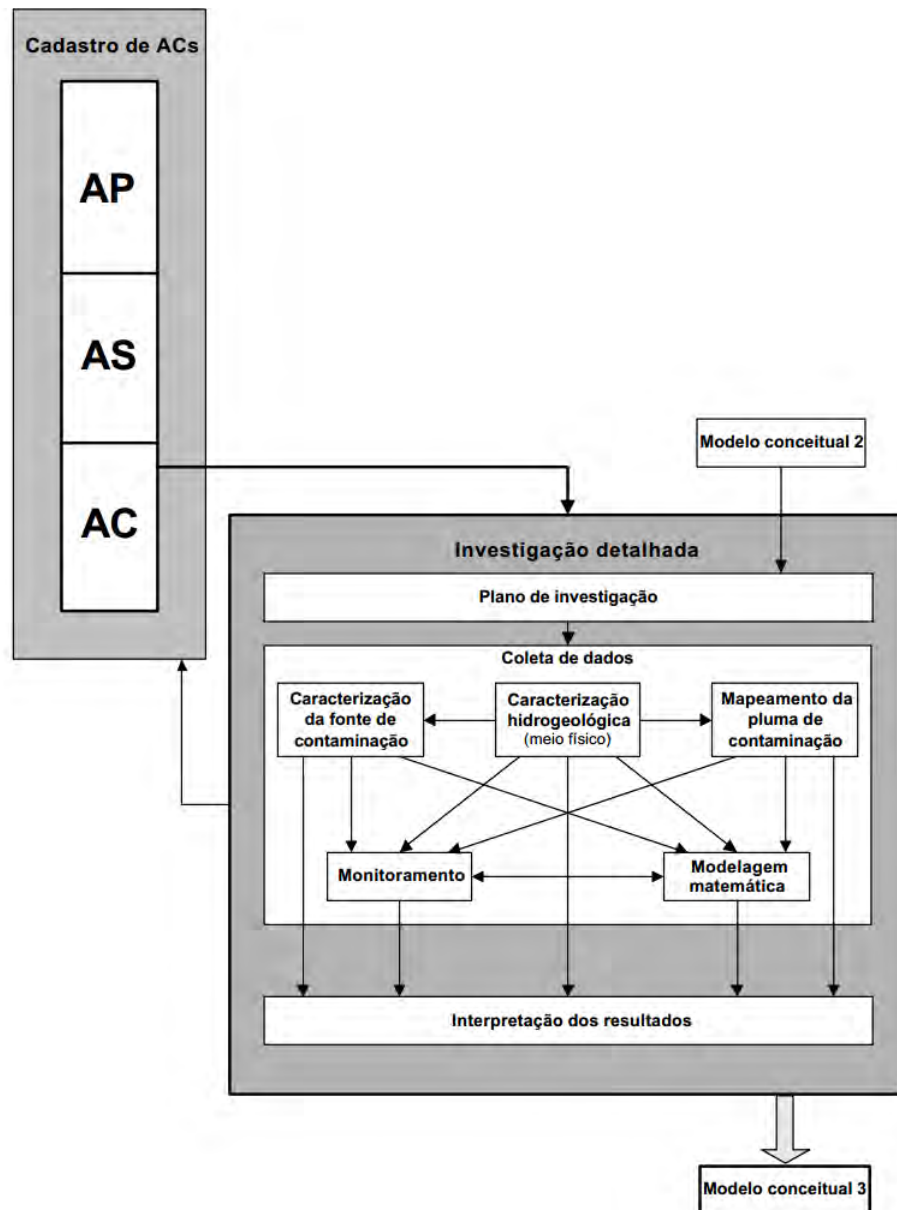 Cadastro de ACs
AP
AS
AC
Modelo conceitual 2
Investigação detalhada
Plano de investigação
Coleta de dados
Caracterização
da fonte de
contaminação
Caracterização
hidrogeológica
(meio físico)
Mapeamento da
pluma de
contaminação
Monitoramento
Modelagem
matemática
Interpretação dos resultados
Modelo conceitual 3